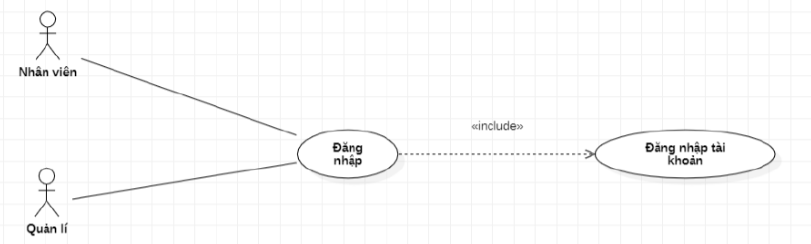 Nhân viên
«include»
Đăng
nhập
Đăng nhập tài
khoản
Quản lí